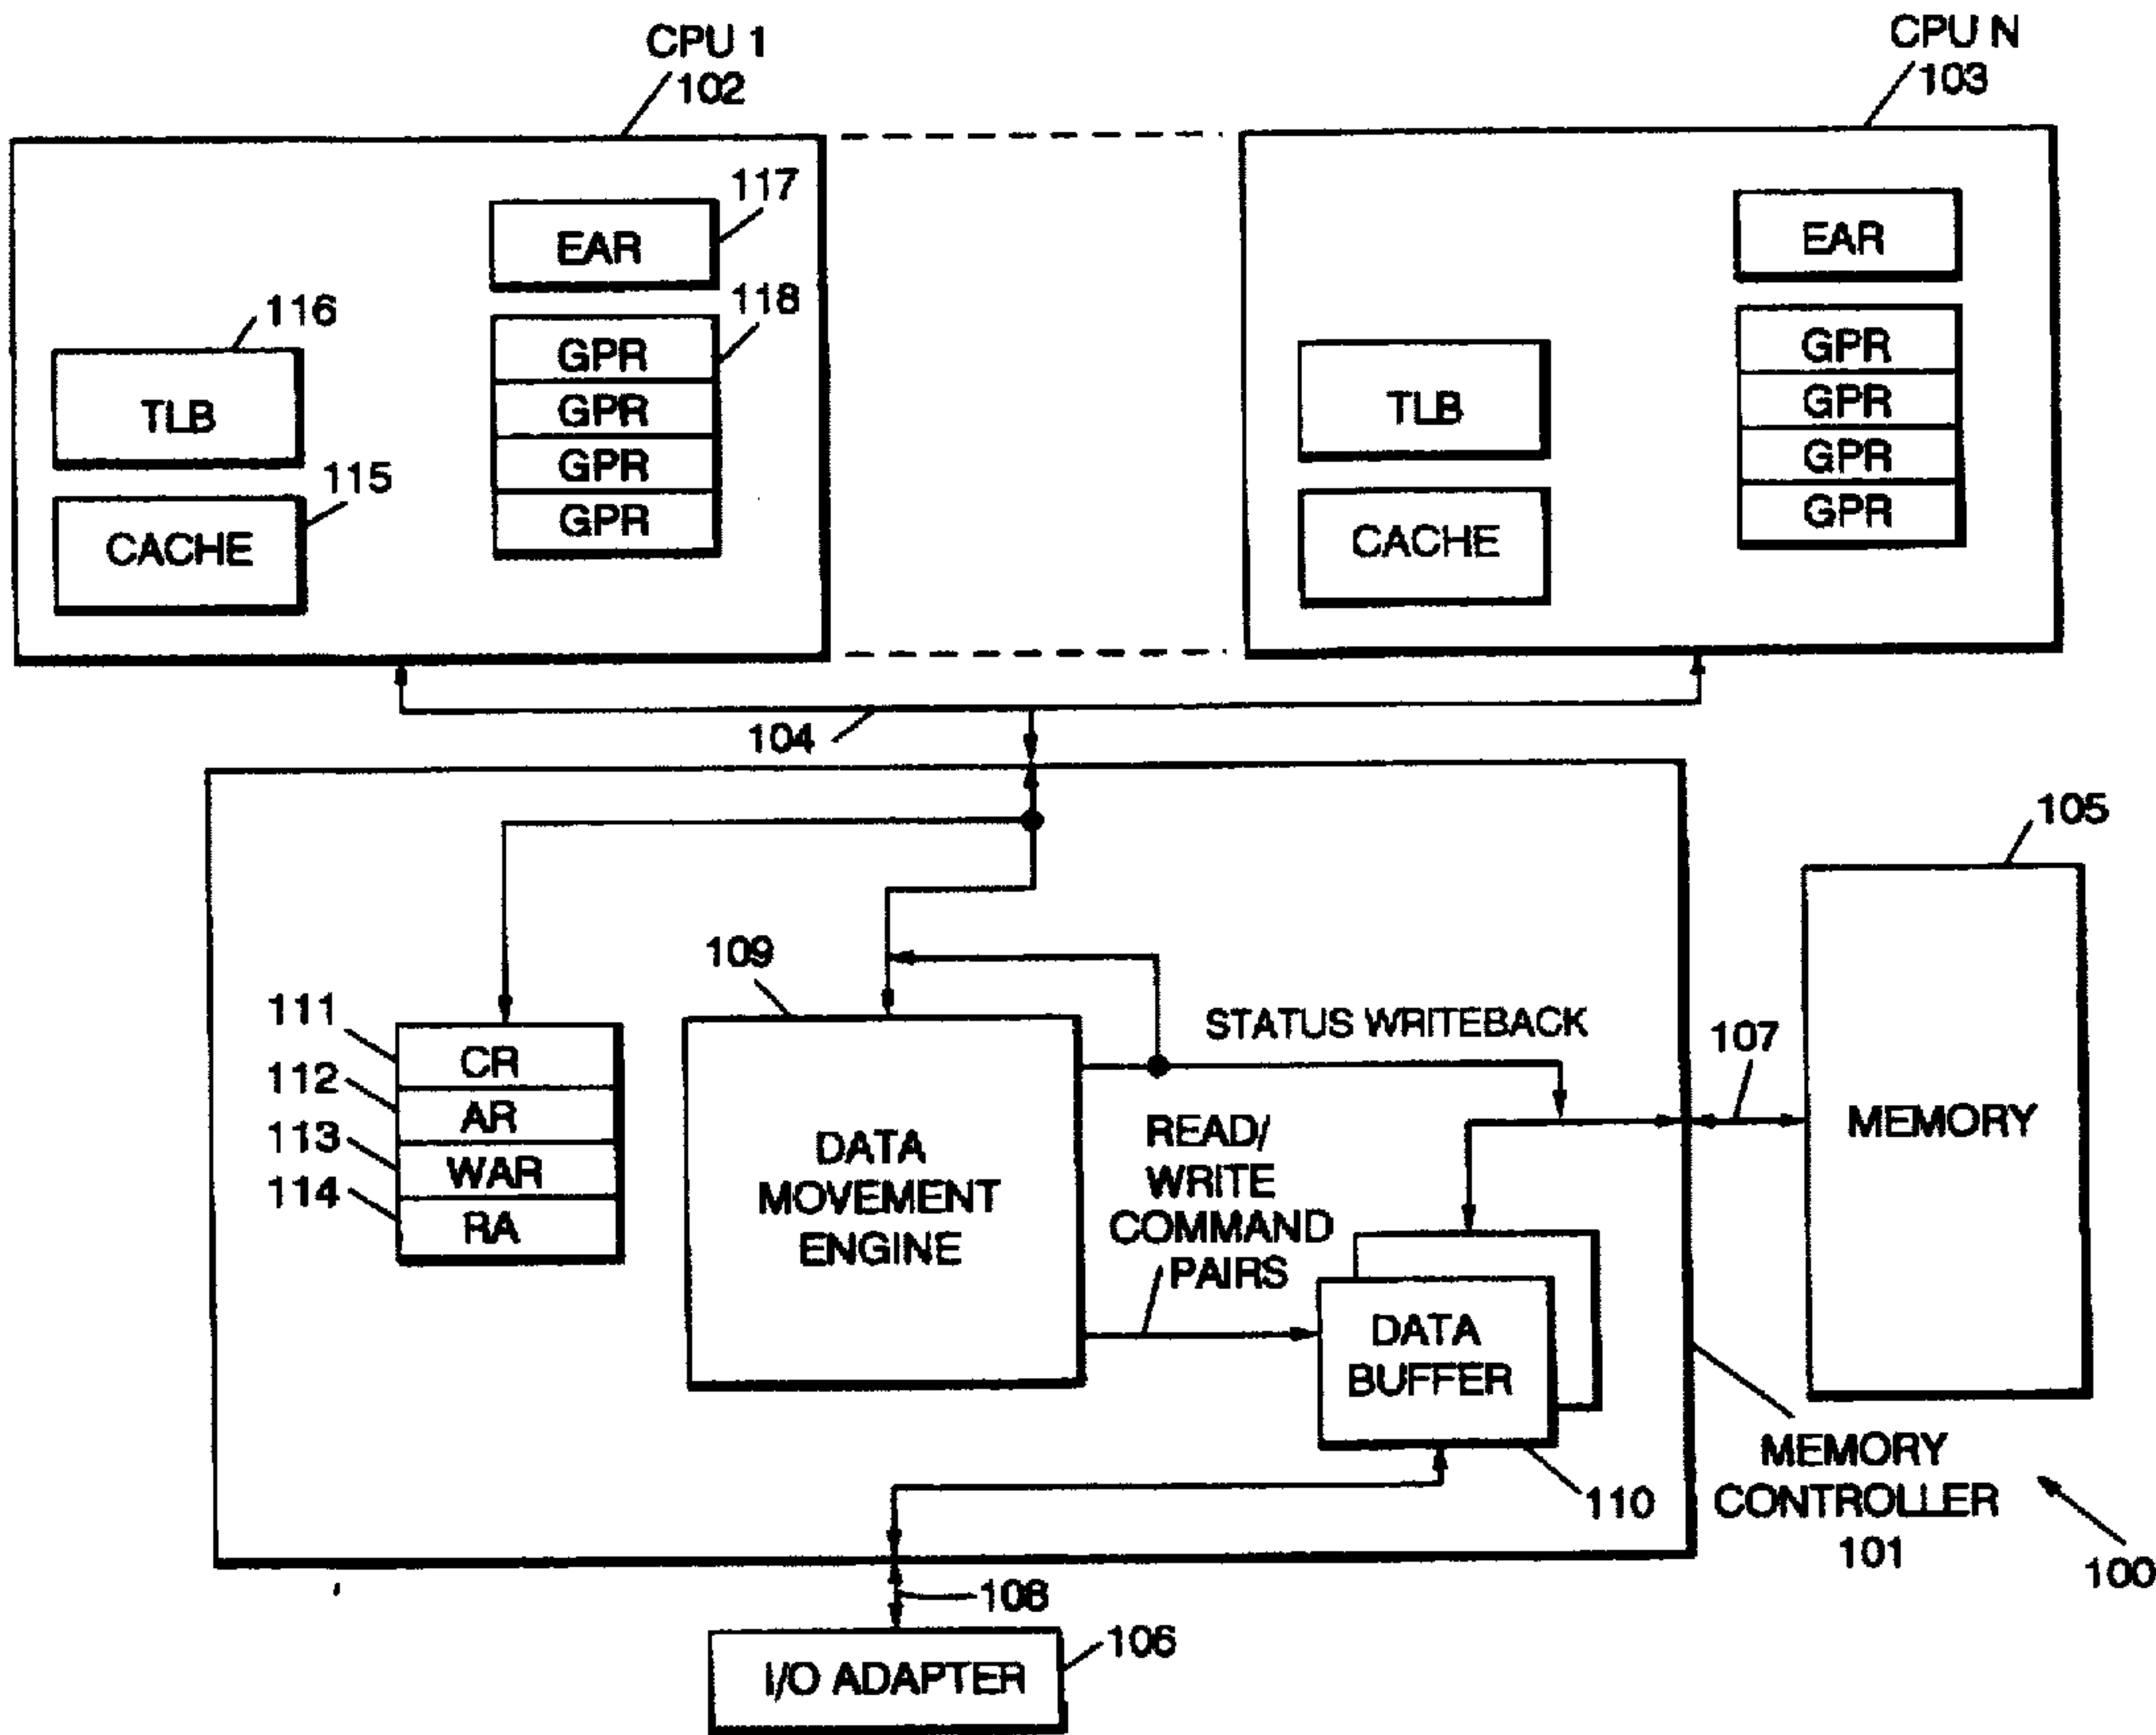 CPU 1
102
CPU N
103
117
EAR
118
116
GPR
TLB
GPR
GPR
115
GPR
CACHE
EAR
GPR
TLB
GPR
GPR
CACHE
GPR
104
105
109
111
CR
112
AR
113
WAR
114
RA
DATA
MOVEMENT
ENGINE
STATUS WRITEBACK
107
READ/
WRITE
COMMAND
PAIRS
MEMORY
DATA
BUFFER
110
MEMORY
CONTROLLER
101
100
108
106
I/O ADAPTER